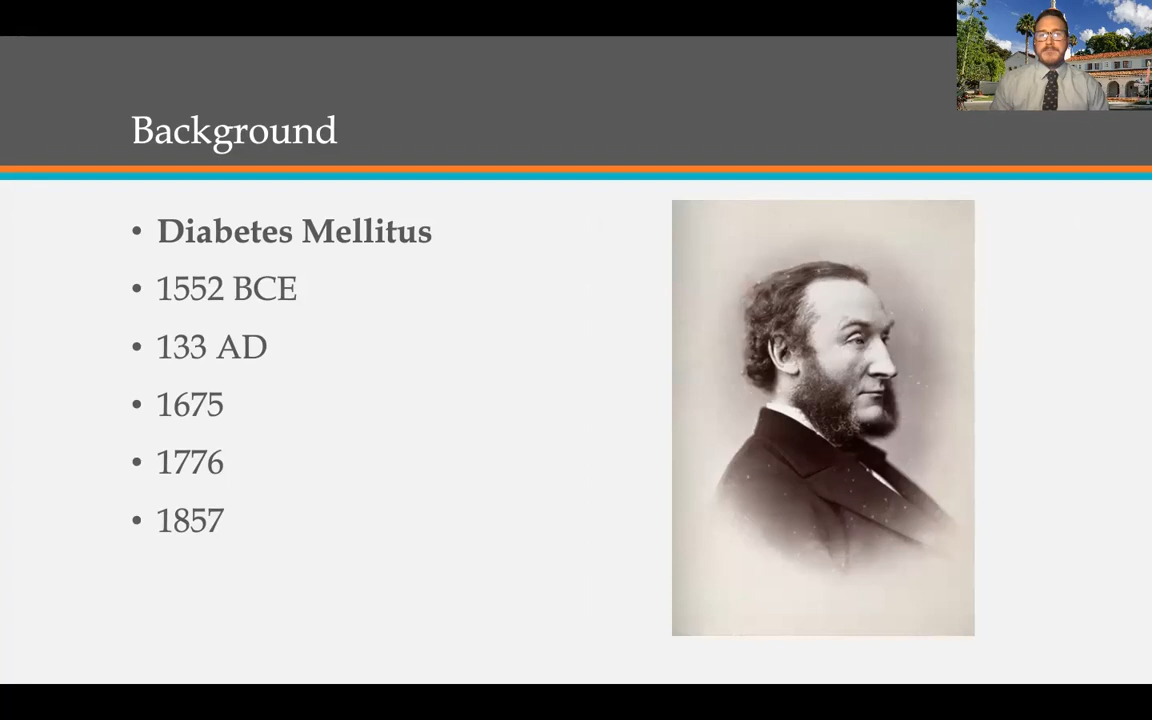 Background
• Diabetes Mellitus
• 1552 BCE
• 133 AD
• 1675
• 1776
• 1857